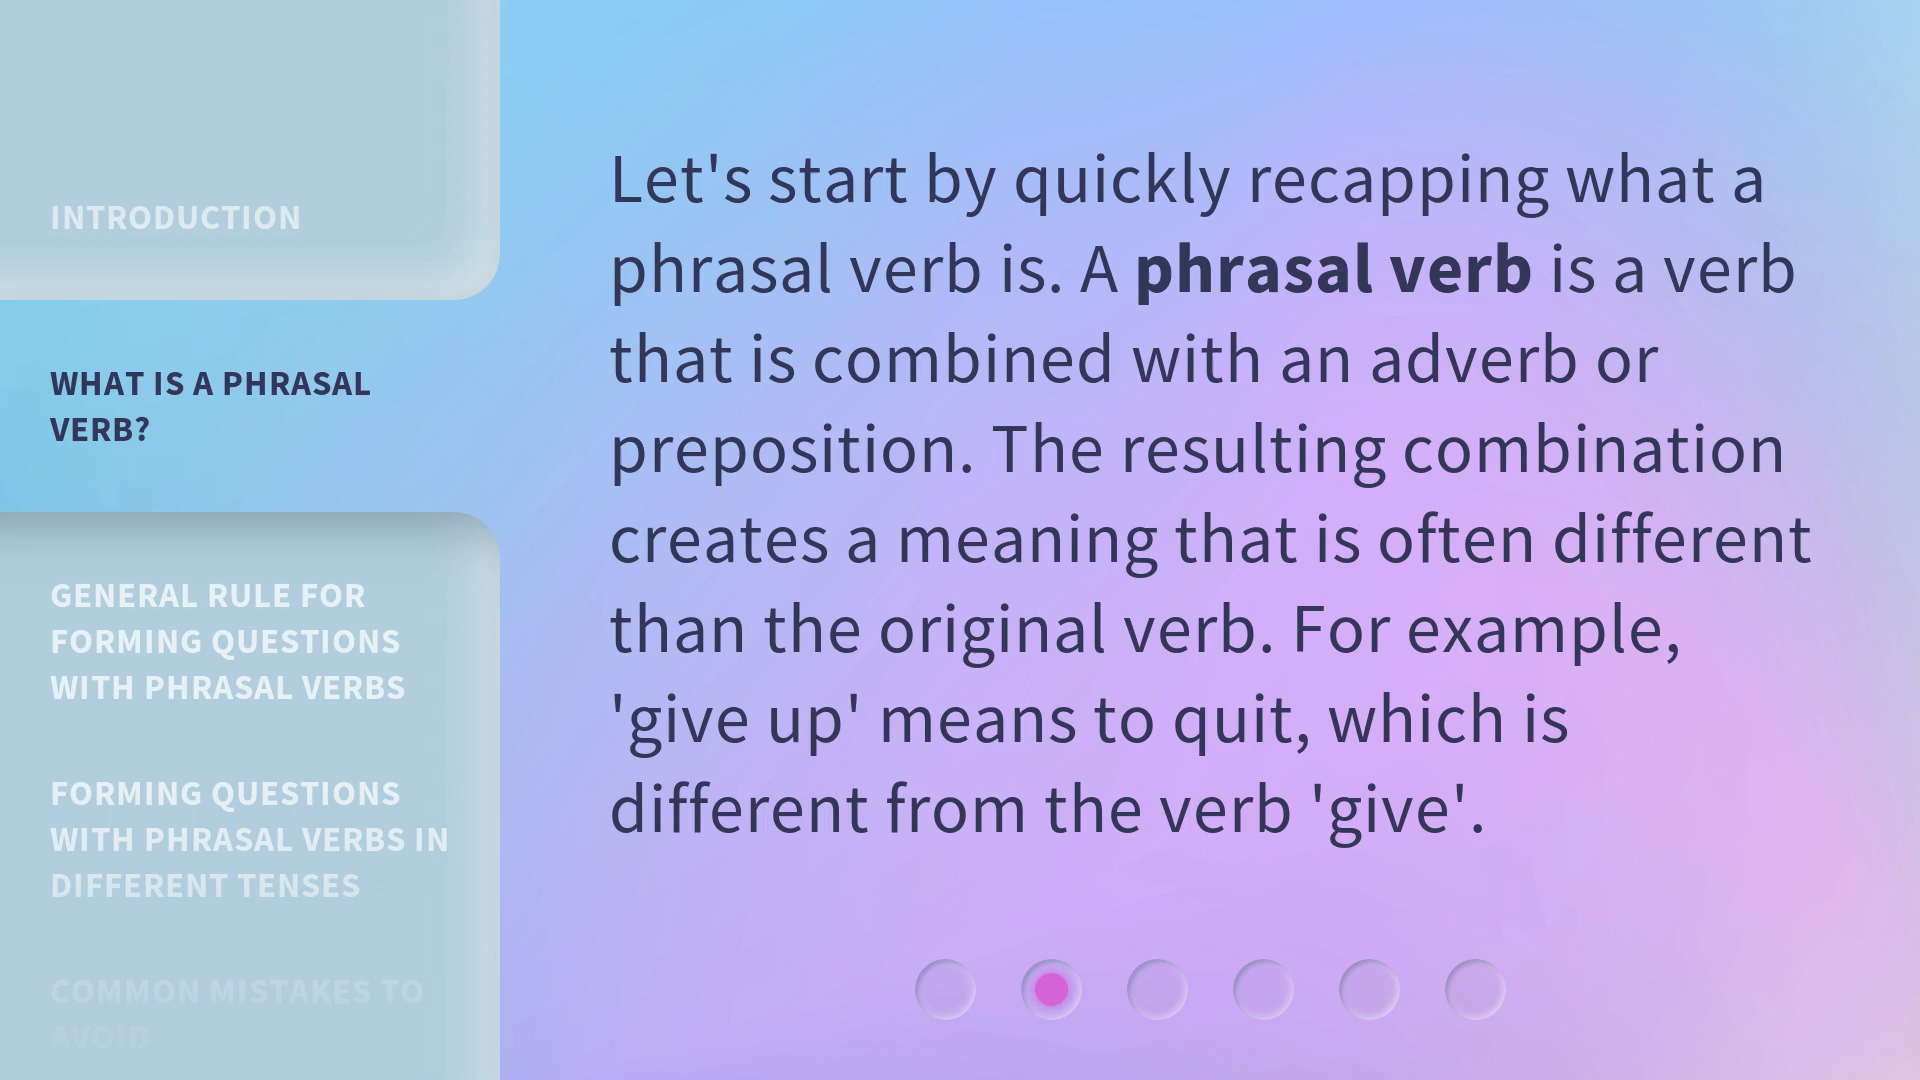 INTRODUCTION
WHAT IS A PHRASAL
VERB?
GENERAL RULE FOR
FORMING QUESTIONS
WITH PHRASAL VERBS
FORMING QUESTIONS
WITH PHRASAL VERBS IN
DIFFERENT TENSES
COMMON MISTAKES TO
AVOID
Let's start by quickly recapping what a
phrasal verb is. A phrasal verb is a verb
that is combined with an adverb or
preposition. The resulting combination
creates a meaning that is often different
than the original verb. For example,
'give up' means to quit, which is
different from the verb 'give'.